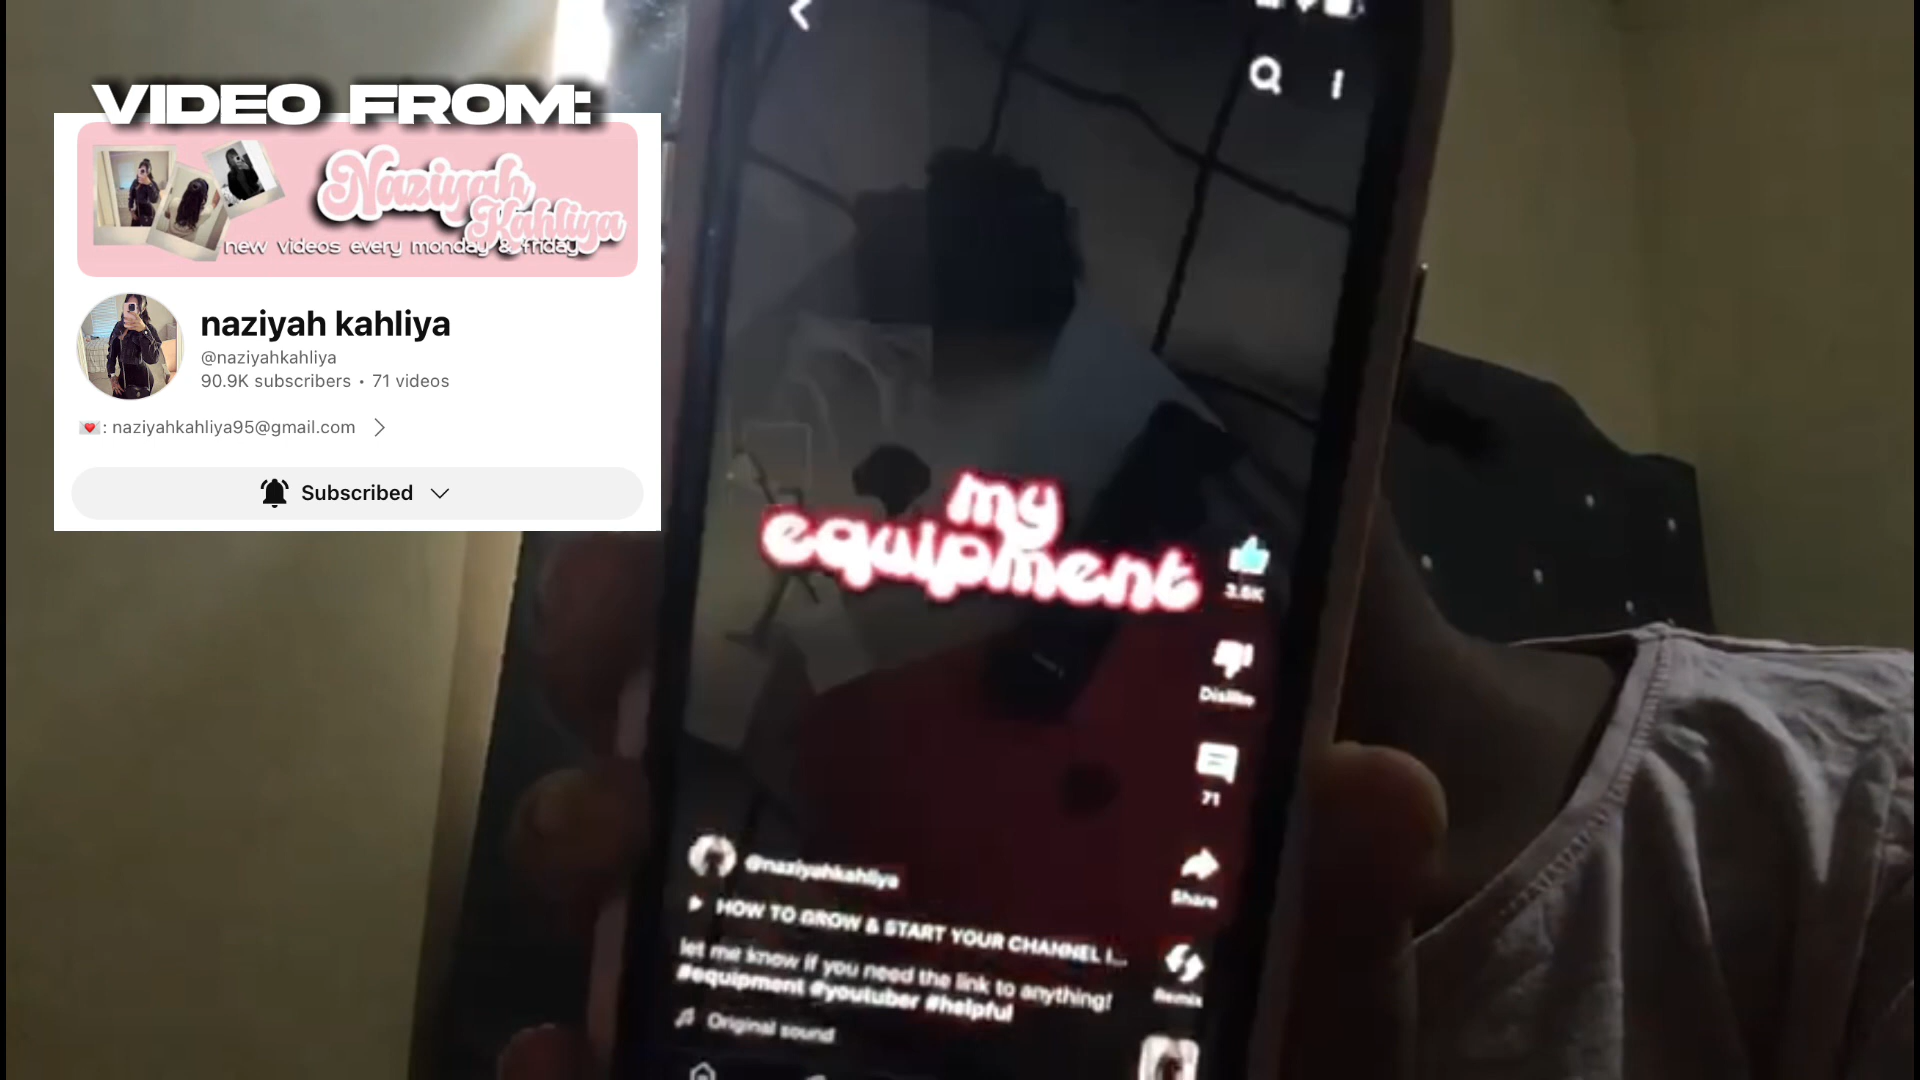 VIDEO FROM:
Naziyah
Kahliya
new videos every monday & friday
naziyah kahliya
@naziyahkahliya
90.9K subscribers • 71 videos
💌: naziyahkahliya95@gmail.com
Subscribed
my
equipment
3.6K
Dislike
71
Share
Remix
@naziyahkahliya
HOW TO GROW & START YOUR CHANNEL I...
let me know if you need the link to anything!
#equipment #youtuber #helpful
Original sound